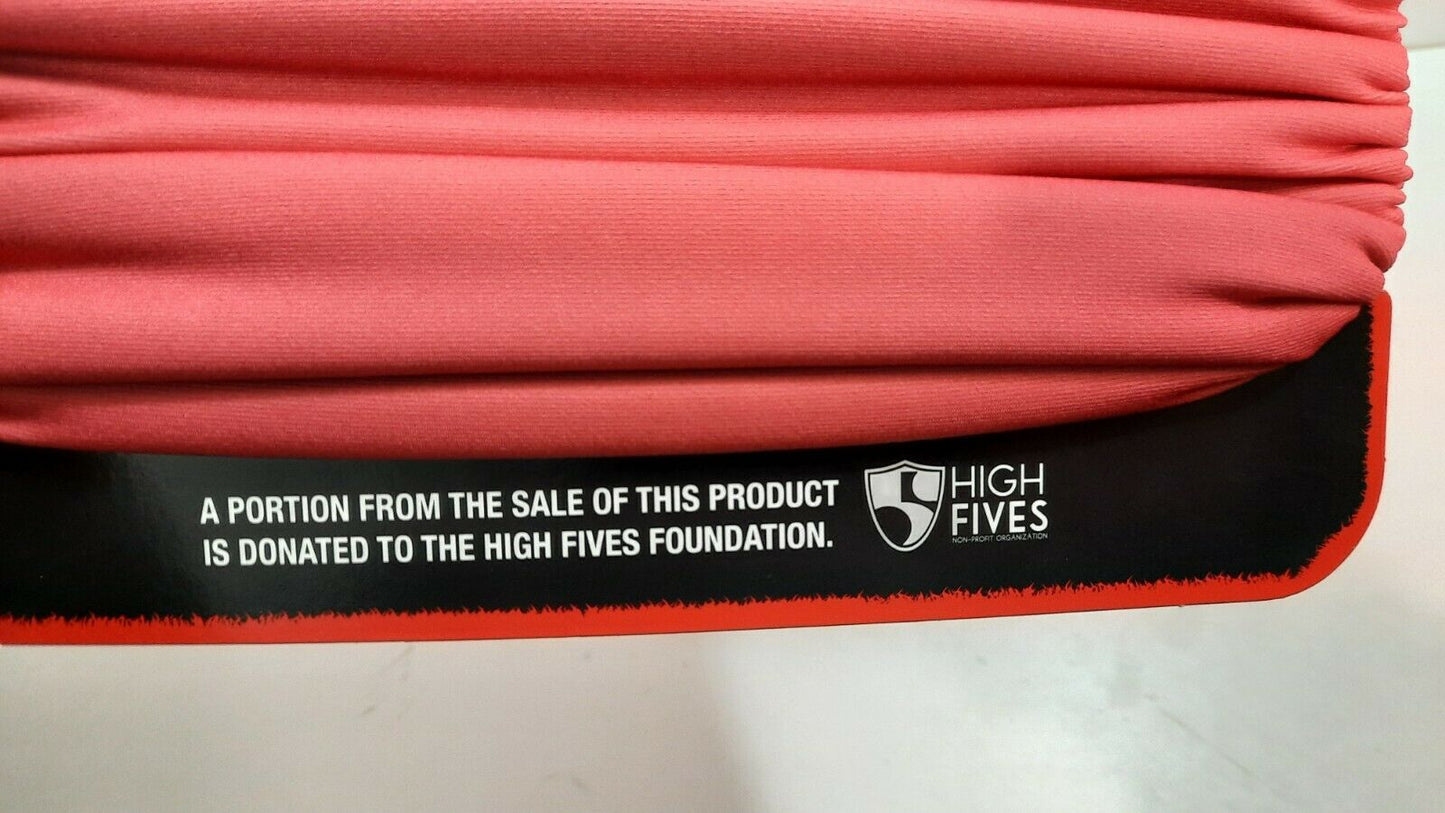 A PORTION FROM THE SALE OF THIS PRODUCT
IS DONATED TO THE HIGH FIVES FOUNDATION.
HIGH
FIVES
NON-PROFIT ORGANIZATION